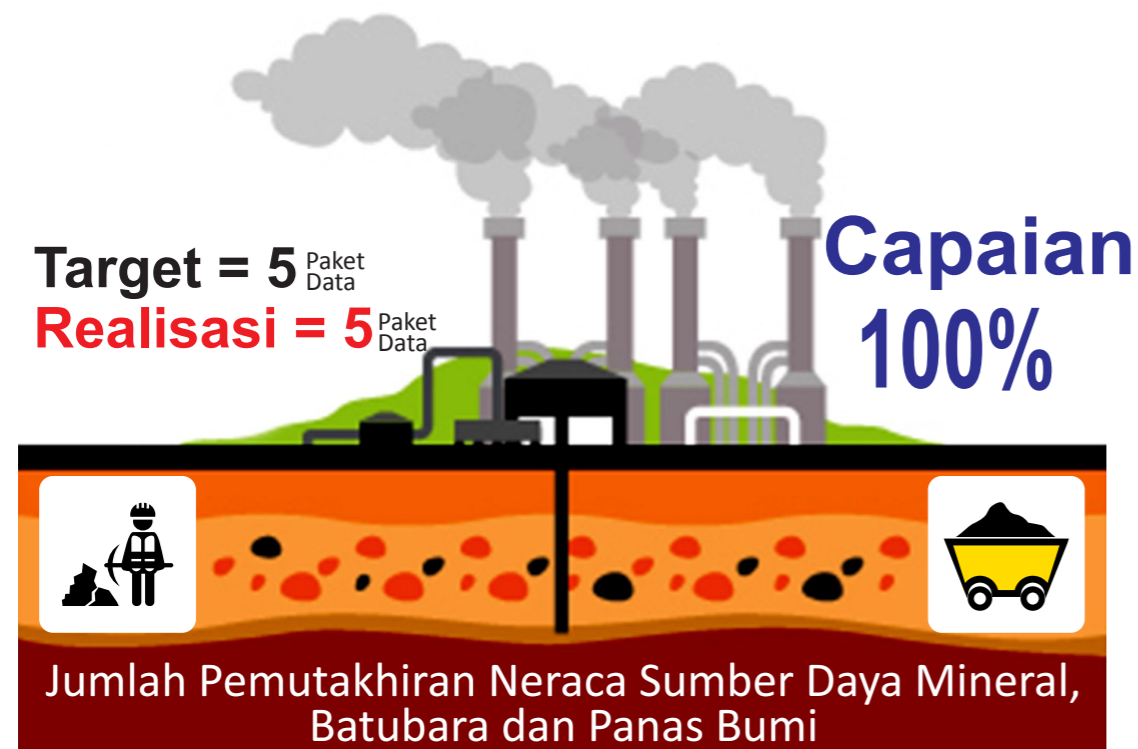 Target = 5 Paket Data
Realisasi = 5 Paket Data
Capaian
100%
Jumlah Pemutakhiran Neraca Sumber Daya Mineral,
Batubara dan Panas Bumi